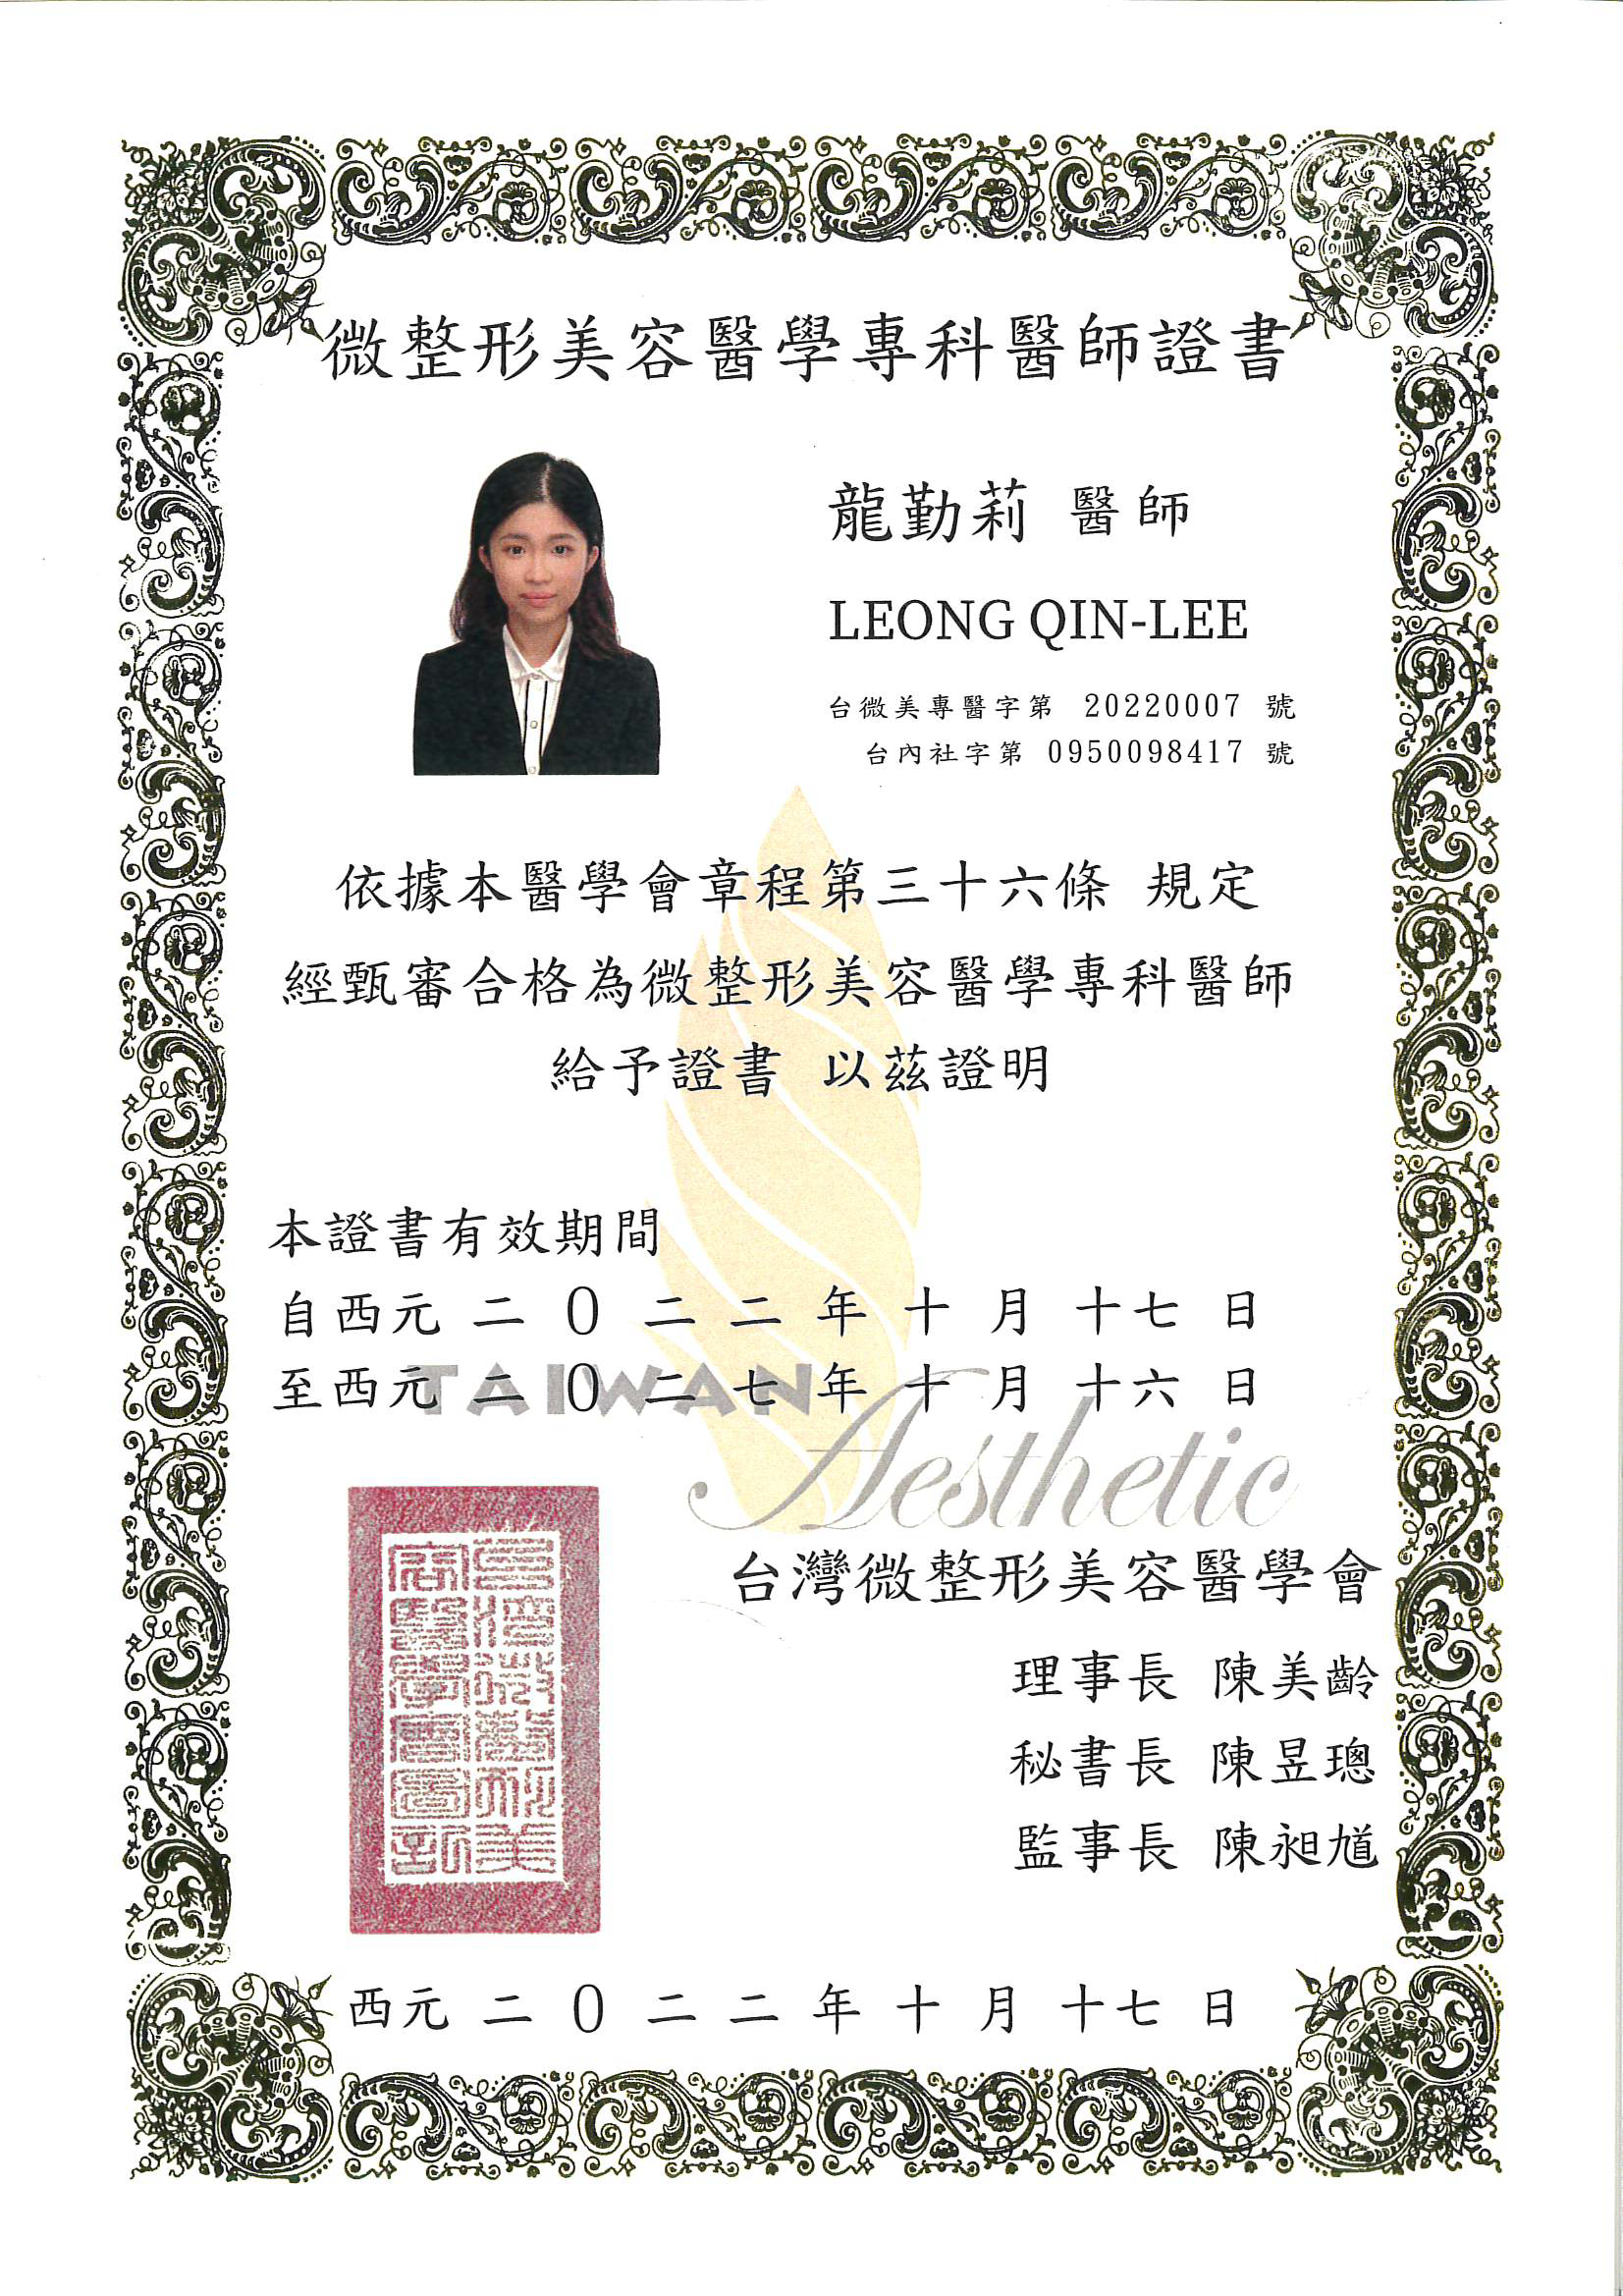 微整形美容醫學專科醫師證書
龍勤莉 醫師
LEONG QIN-LEE
台微美專醫字第 20220007 號
台內社字第 0950098417 號
依據本醫學會章程第三十六條 規定
經甄審合格為微整形美容醫學專科醫師
給予證書 以茲證明
本證書有效期間
自西元 二 0 二 二 年 十 月 十七 日
至西元 二 0 二 七 年 十 月 十六 日
TAIWAN
Aesthetic
台灣微整形美容醫學會
理事長 陳美齡
秘書長 陳昱璁
監事長 陳昶馗
西元 二 0 二 二 年 十 月 十七 日